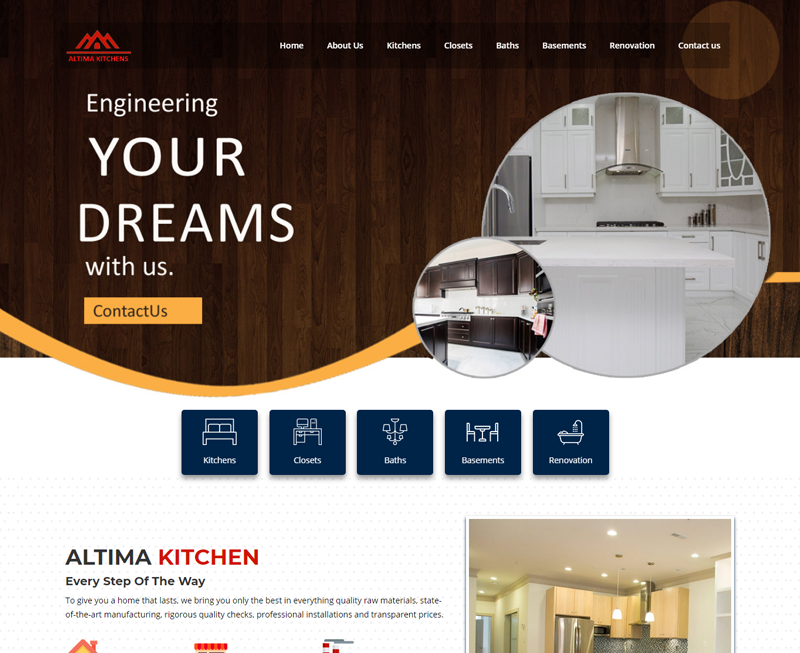 ALTIMA KITCHENS
Home About Us Kitchens Closets Baths Basements Renovation Contact us
Engineering
YOUR
DREAMS
with us.
ContactUs
Kitchens Closets Baths Basements Renovation
ALTIMA KITCHEN
Every Step Of The Way
To give you a home that lasts, we bring you only the best in everything quality raw materials, state-
of-the-art manufacturing, rigorous quality checks, professional installations and transparent prices.